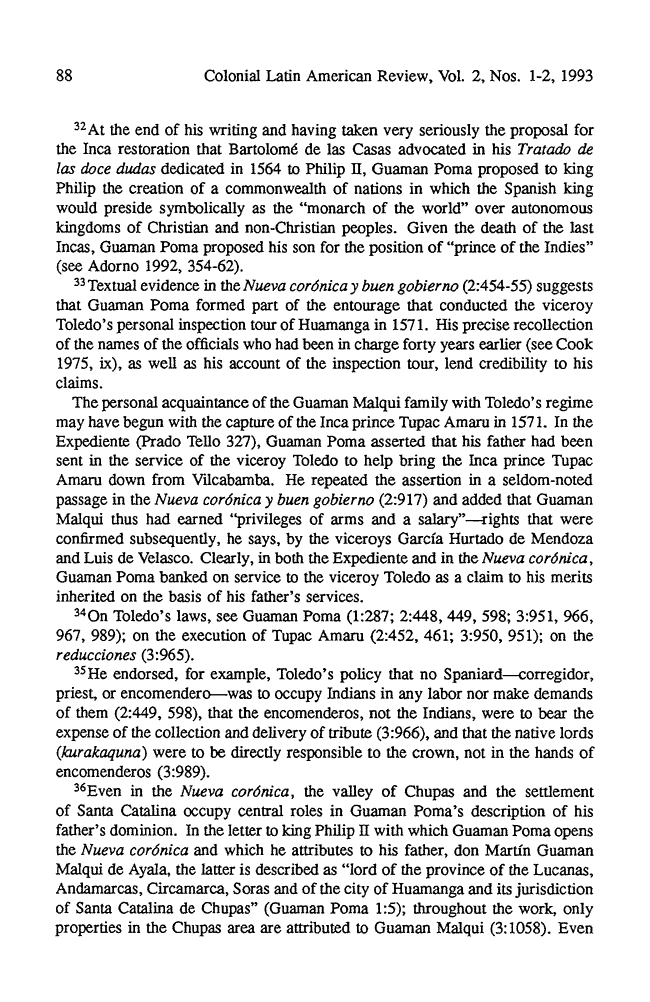 88 Colonial Latin American Review, Vol. 2, Nos. 1-2, 1993
32At the end of his writing and having taken very seriously the proposal for
the Inca restoration that Bartolomé de las Casas advocated in his Tratado de
las doce dudas dedicated in 1564 to Philip II, Guaman Poma proposed to king
Philip the creation of a commonwealth of nations in which the Spanish king
would preside symbolically as the “monarch of the world” over autonomous
kingdoms of Christian and non-Christian peoples. Given the death of the last
Incas, Guaman Poma proposed his son for the position of “prince of the Indies”
(see Adorno 1992, 354-62).
33Textual evidence in the Nueva corónica y buen gobierno (2:454-55) suggests
that Guaman Poma formed part of the entourage that conducted the viceroy
Toledo’s personal inspection tour of Huamanga in 1571. His precise recollection
of the names of the officials who had been in charge forty years earlier (see Cook
1975, ix), as well as his account of the inspection tour, lend credibility to his
claims.
The personal acquaintance of the Guaman Malqui family with Toledo’s regime
may have begun with the capture of the Inca prince Tupac Amaru in 1571. In the
Expediente (Prado Tello 327), Guaman Poma asserted that his father had been
sent in the service of the viceroy Toledo to help bring the Inca prince Tupac
Amaru down from Vilcabamba. He repeated the assertion in a seldom-noted
passage in the Nueva corónica y buen gobierno (2:917) and added that Guaman
Malqui thus had earned “privileges of arms and a salary”—rights that were
confirmed subsequently, he says, by the viceroys García Hurtado de Mendoza
and Luis de Velasco. Clearly, in both the Expediente and in the Nueva corónica,
Guaman Poma banked on service to the viceroy Toledo as a claim to his merits
inherited on the basis of his father’s services.
34On Toledo’s laws, see Guaman Poma (1:287; 2:448, 449, 598; 3:951, 966,
967, 989); on the execution of Tupac Amaru (2:452, 461; 3:950, 951); on the
reducciones (3:965).
35He endorsed, for example, Toledo’s policy that no Spaniard—corregidor,
priest, or encomendero—was to occupy Indians in any labor nor make demands
of them (2:449, 598), that the encomenderos, not the Indians, were to bear the
expense of the collection and delivery of tribute (3:966), and that the native lords
(kurakaquna) were to be directly responsible to the crown, not in the hands of
encomenderos (3:989).
36Even in the Nueva corónica, the valley of Chupas and the settlement
of Santa Catalina occupy central roles in Guaman Poma’s description of his
father’s dominion. In the letter to king Philip II with which Guaman Poma opens
the Nueva corónica and which he attributes to his father, don Martín Guaman
Malqui de Ayala, the latter is described as “lord of the province of the Lucanas,
Andamarcas, Circamarca, Soras and of the city of Huamanga and its jurisdiction
of Santa Catalina de Chupas” (Guaman Poma 1:5); throughout the work, only
properties in the Chupas area are attributed to Guaman Malqui (3:1058). Even